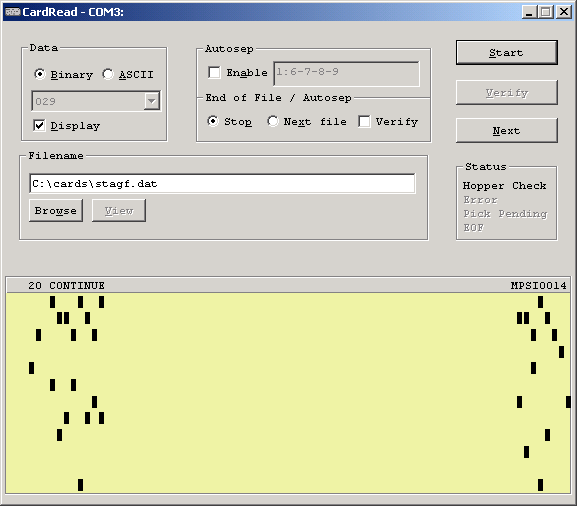 CardRead - COM3:
Data
Binary ASCII
029
Display
Autosep
Enable 1:6-7-8-9
End of File / Autosep
Stop Next file Verify
Start
Verify
Next
Filename
C:\cards\stagf.dat
Browse View
Status
Hopper Check
Error
Pick Pending
EOF
20 CONTINUE MPSI0014